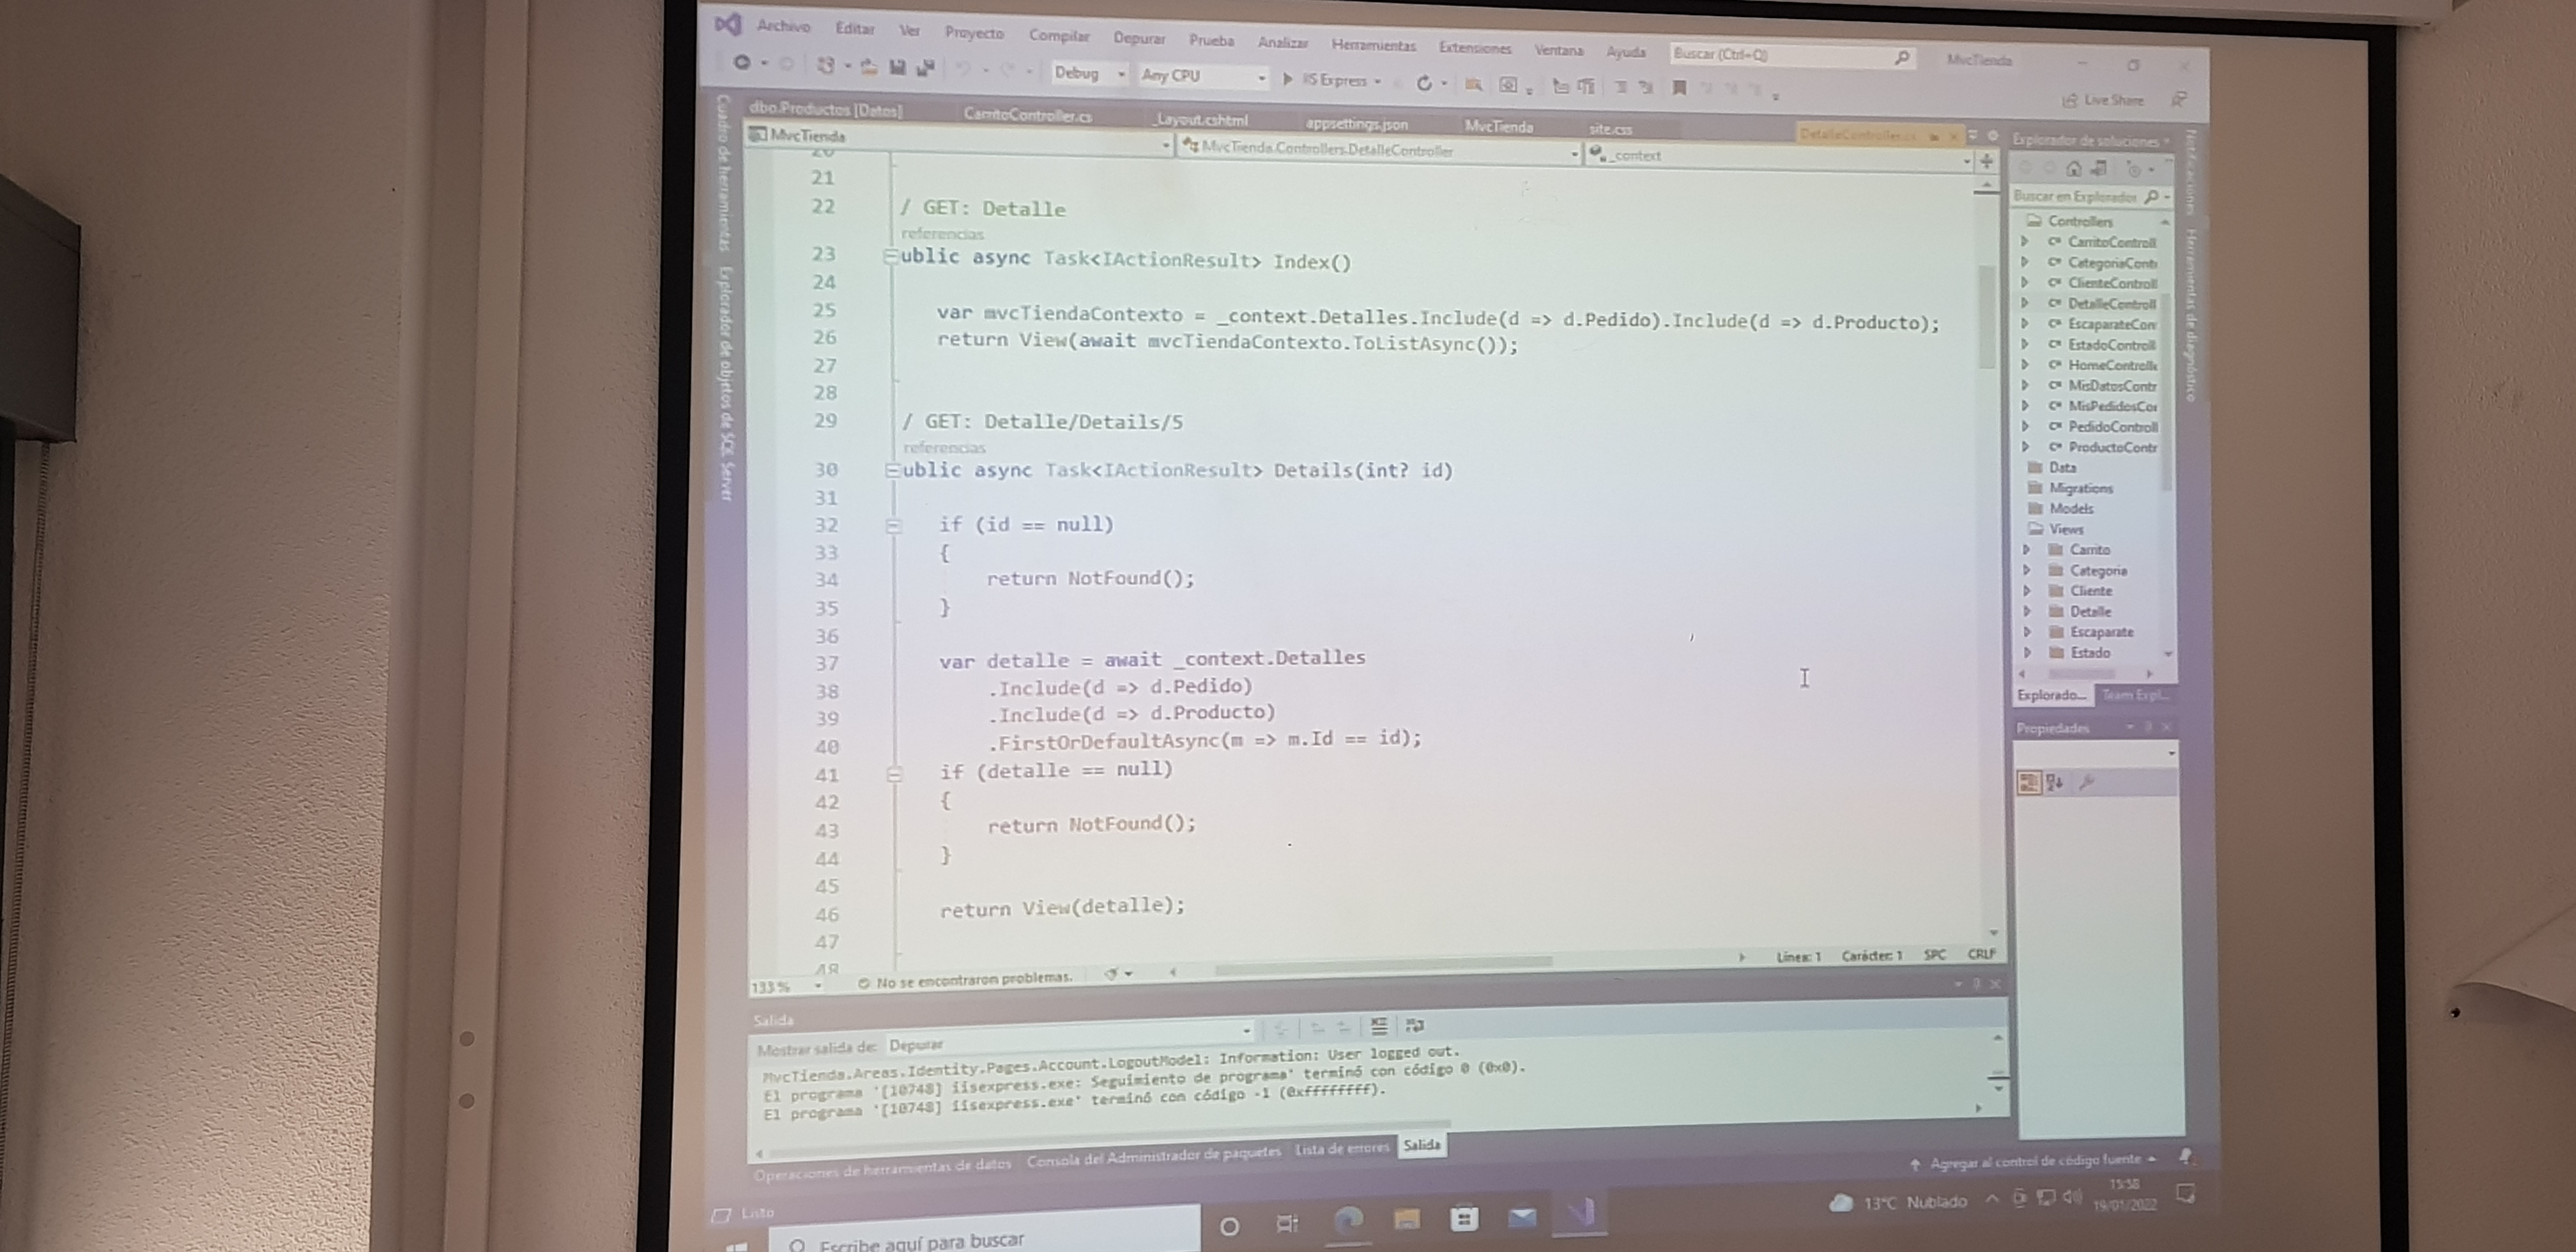 Archivo Editar Ver Proyecto Compilar Depurar Prueba Analizar Herramientas Extensiones Ventana Ayuda Buscar (Ctrl+Q) MvcTienda
Debug Any CPU IIS Express Live Share
dbo.Productos [Datos] CarritoController.cs _Layout.cshtml appsettings.json MvcTienda site.css DetalleController.cs
MvcTienda MvcTienda.Controllers.DetalleController _context
20
21
22 / GET: Detalle
referencias
23 ublic async Task<IActionResult> Index()
24
25 var mvcTiendaContexto = _context.Detalles.Include(d => d.Pedido).Include(d => d.Producto);
26 return View(await mvcTiendaContexto.ToListAsync());
27
28
29 / GET: Detalle/Details/5
referencias
30 ublic async Task<IActionResult> Details(int? id)
31
32 if (id == null)
33 {
34 return NotFound();
35 }
36
37 var detalle = await _context.Detalles
38 .Include(d => d.Pedido)
39 .Include(d => d.Producto)
40 .FirstOrDefaultAsync(m => m.Id == id);
41 if (detalle == null)
42 {
43 return NotFound();
44 }
45
46 return View(detalle);
47
48
133 % No se encontraron problemas. Línea: 1 Carácter: 1 SPC CRLF
Salida
Mostrar salida de: Depurar
MvcTienda.Areas.Identity.Pages.Account.LogoutModel: Information: User logged out.
El programa '[10748] iisexpress.exe: Seguimiento de programa' terminó con código 0 (0x0).
El programa '[10748] iisexpress.exe' terminó con código -1 (0xffffffff).
Operaciones de herramientas de datos Consola del Administrador de paquetes Lista de errores Salida
Agregar al control de código fuente
Listo
Escribe aquí para buscar
13°C Nublado
15:58
19/01/2022
Cuadro de herramientas
Explorador de objetos de SQL Server
Explorador de soluciones
Buscar en Explorador
Controllers
C# CarritoControll
C# CategoriaContr
C# ClienteControll
C# DetalleControll
C# EscaparateCon
C# EstadoControll
C# HomeControlle
C# MisDatosContr
C# MisPedidosCor
C# PedidoControll
C# ProductoContr
Data
Migrations
Models
Views
Carrito
Categoria
Cliente
Detalle
Escaparate
Estado
Explorado... Team Expl...
Propiedades
Notificaciones
Herramientas de diagnóstico